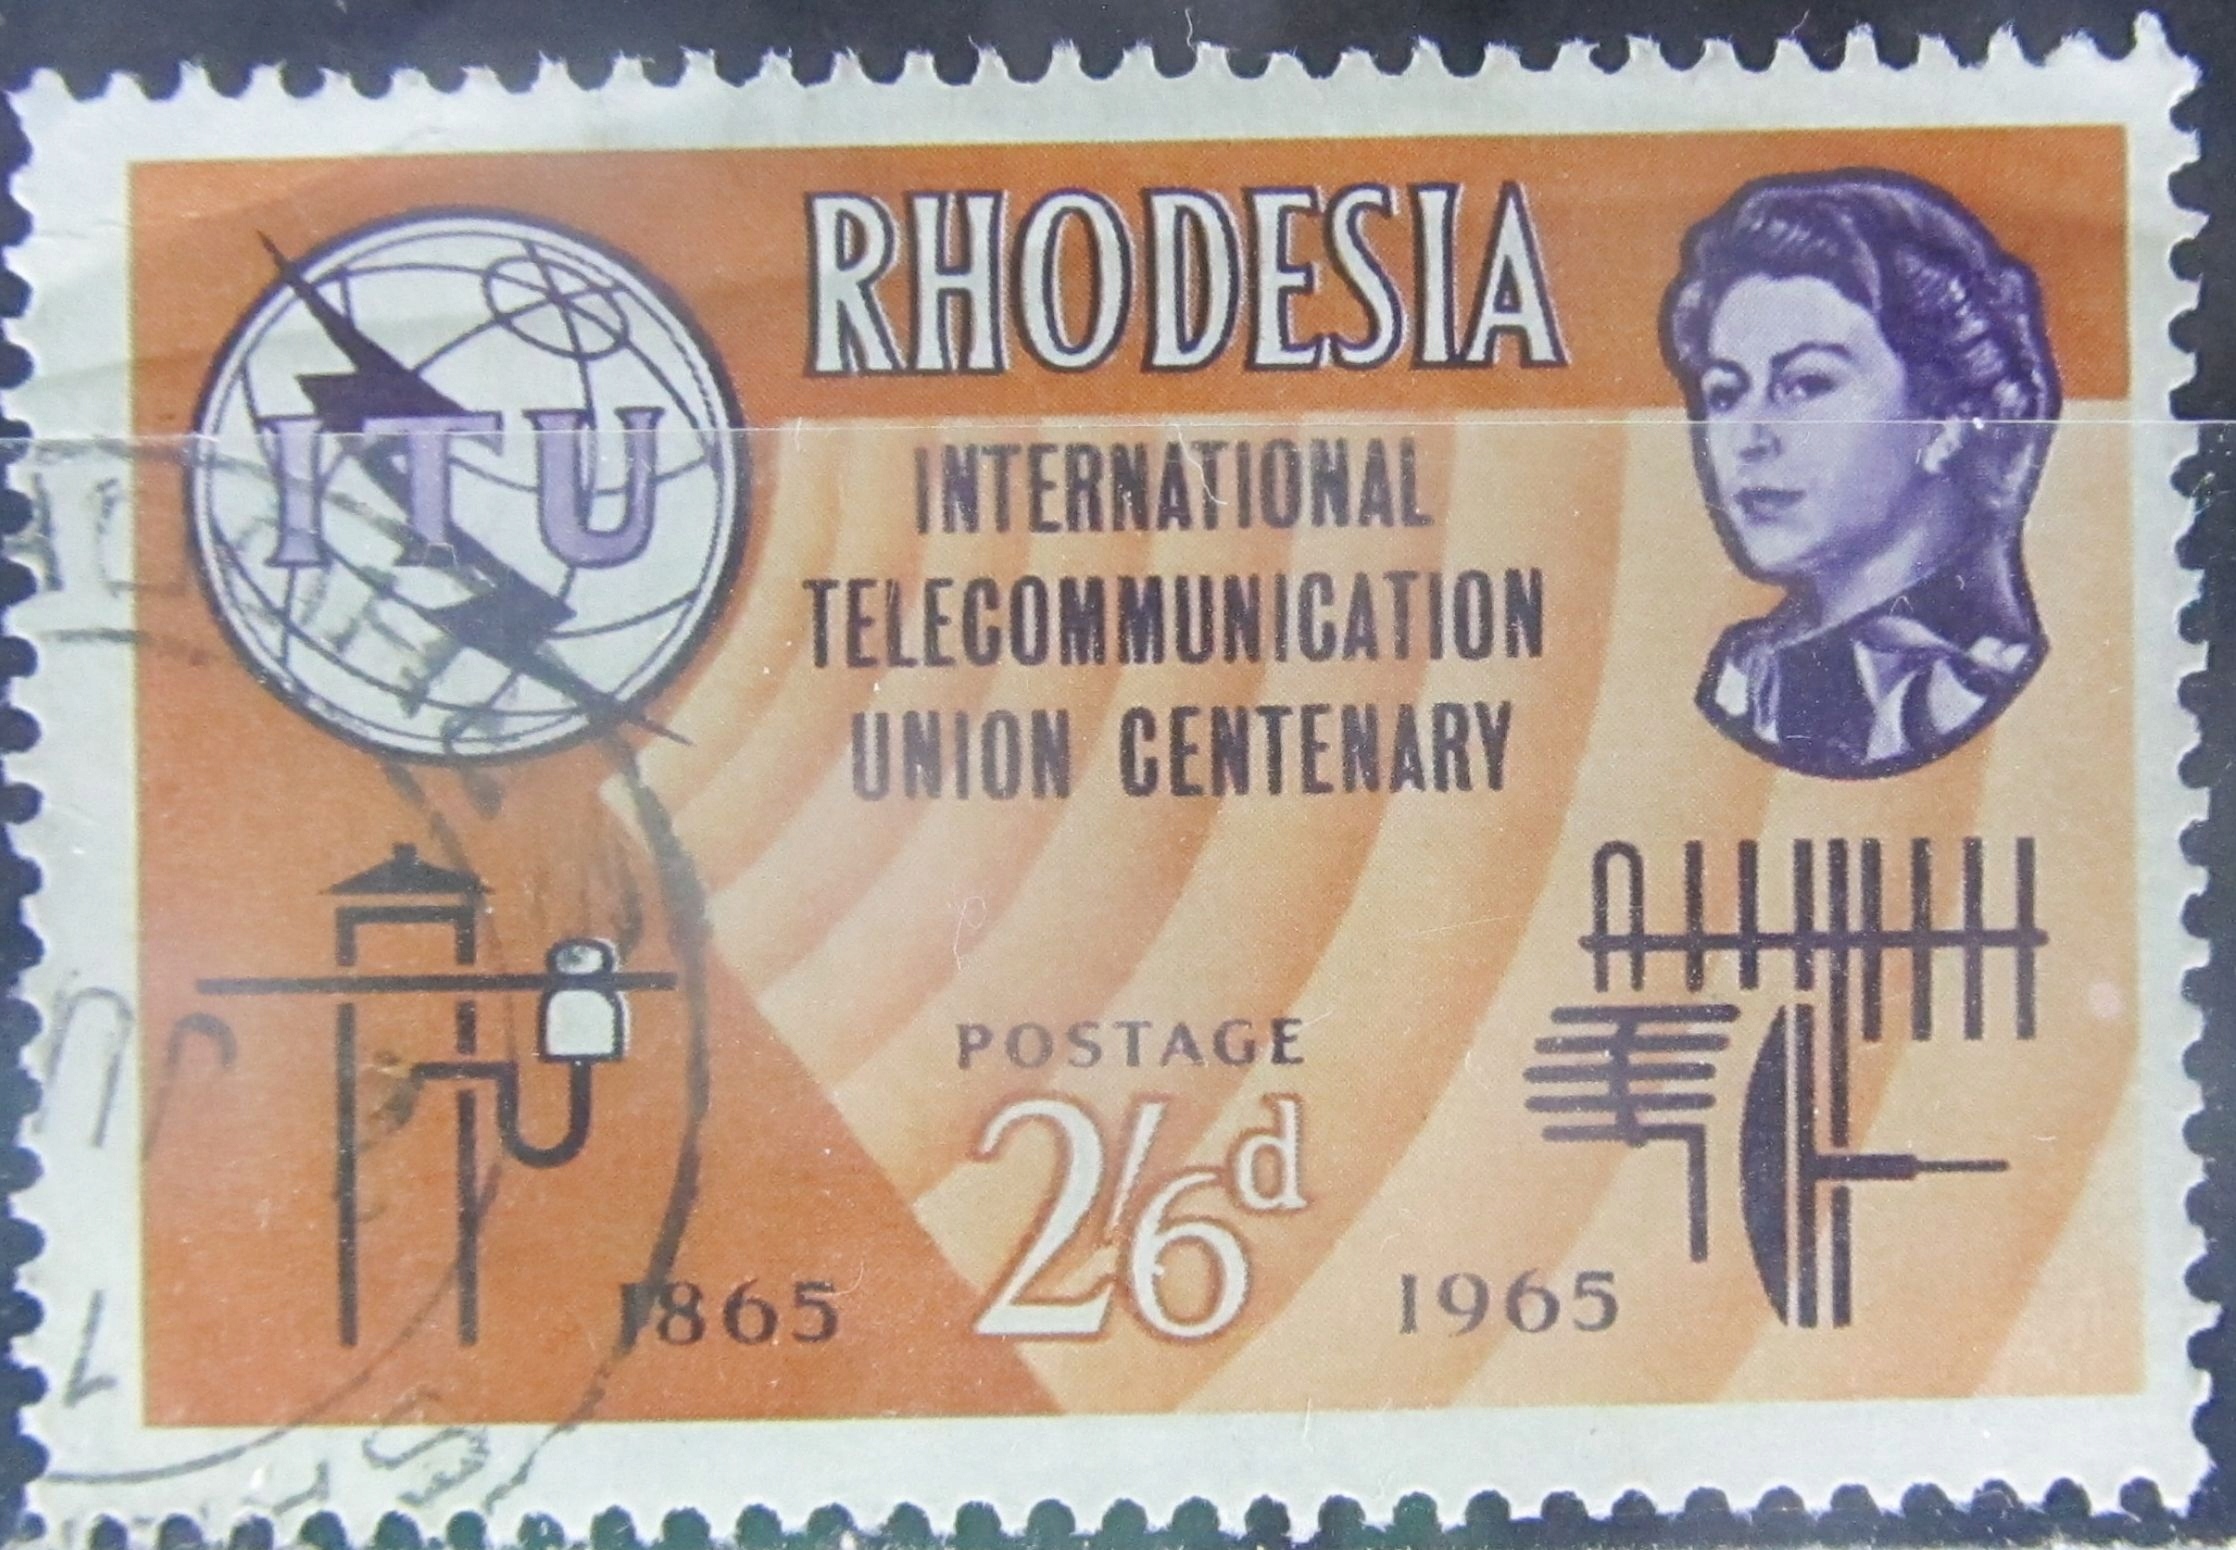 RHODESIA
ITU
INTERNATIONAL
TELECOMMUNICATION
UNION CENTENARY
POSTAGE
2/6d
1865
1965